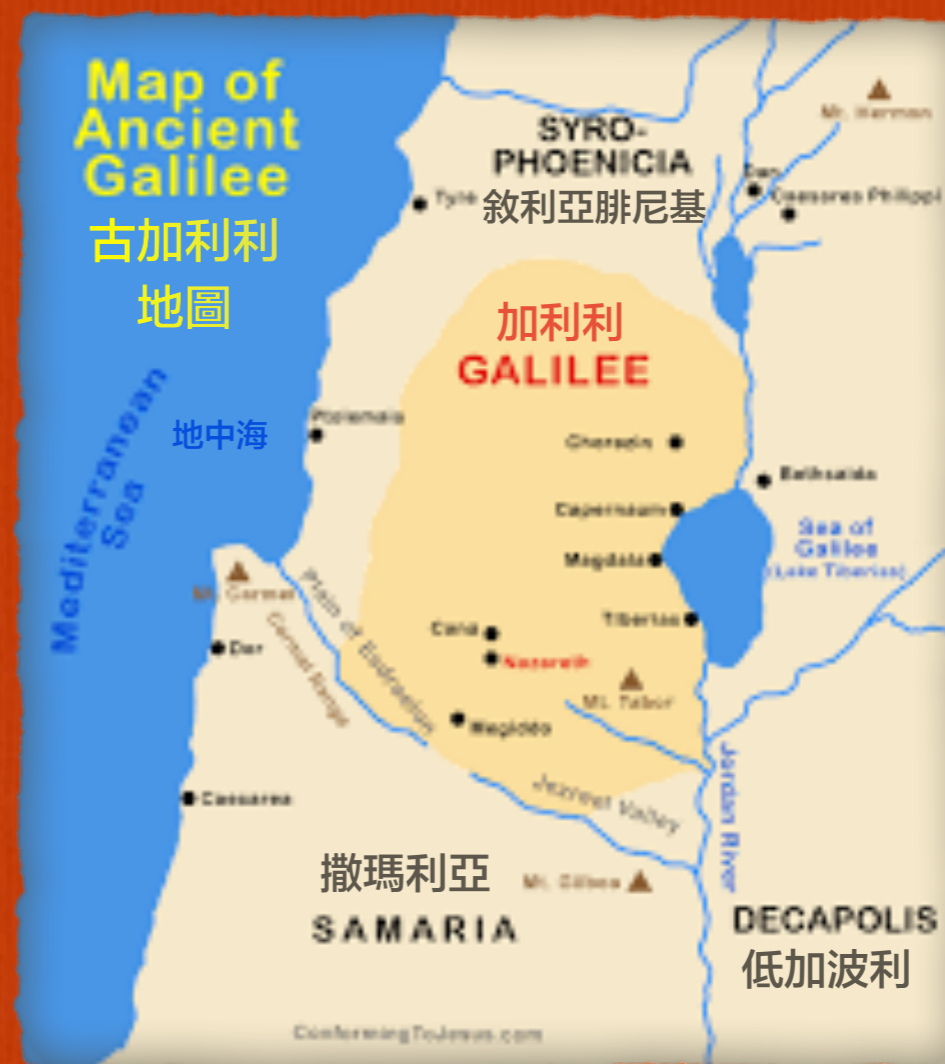 Map of
Ancient
Galilee
古加利利
地圖
SYRO-
PHOENICIA
敘利亞腓尼基
Mt. Hermon
Dan
Caesarea Philippi
Tyre
加利利
GALILEE
地中海
Mediterranean
Sea
Ptolemais
Chorazin
Bethsaida
Capernaum
Sea of
Galilee
(Lake Tiberias)
Magdala
Mt. Carmel
Plain of Esdraelon
Carmel Range
Tiberias
Cana
Nazareth
Dor
Mt. Tabor
Megiddo
Jezreel Valley
Jordan River
Caesarea
撒瑪利亞
SAMARIA
Mt. Gilboa
DECAPOLIS
低加波利
ConformingToJesus.com